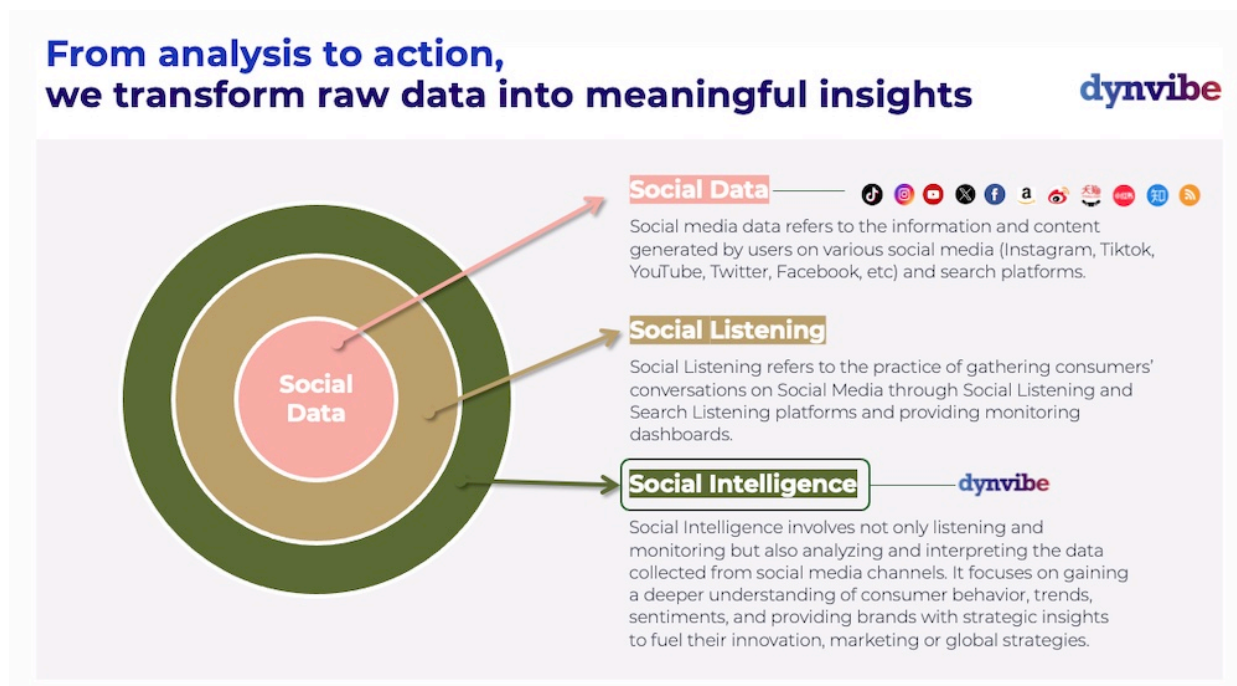 From analysis to action,
we transform raw data into meaningful insights
dynvibe
Social Data
a
天猫
小红书
知
Social media data refers to the information and content
generated by users on various social media (Instagram, Tiktok,
YouTube, Twitter, Facebook, etc) and search platforms.
Social
Data
Social Listening
Social Listening refers to the practice of gathering consumers’
conversations on Social Media through Social Listening and
Search Listening platforms and providing monitoring
dashboards.
Social Intelligence
dynvibe
Social Intelligence involves not only listening and
monitoring but also analyzing and interpreting the data
collected from social media channels. It focuses on gaining
a deeper understanding of consumer behavior, trends,
sentiments, and providing brands with strategic insights
to fuel their innovation, marketing or global strategies.